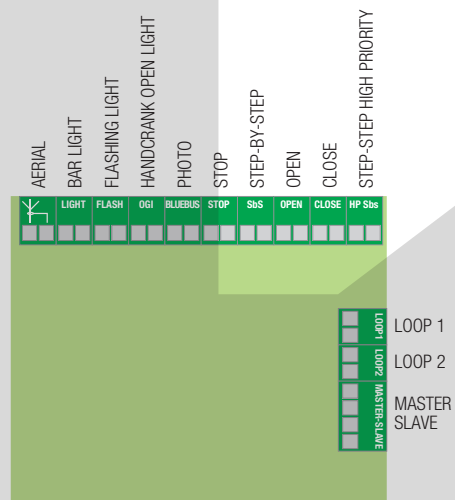 AERIAL
BAR LIGHT
FLASHING LIGHT
HANDCRANK OPEN LIGHT
PHOTO
STOP
STEP-BY-STEP
OPEN
CLOSE
STEP-STEP HIGH PRIORITY
LIGHT
FLASH
OGI
BLUEBUS
STOP
SbS
OPEN
CLOSE
HP Sbs
LOOP1
LOOP 1
LOOP2
LOOP 2
MASTER-SLAVE
MASTER
SLAVE